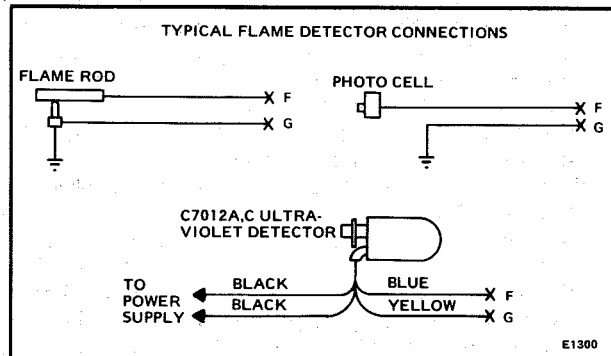 TYPICAL FLAME DETECTOR CONNECTIONS
FLAME ROD
F
G
PHOTO CELL
F
G
C7012A,C ULTRA-
VIOLET DETECTOR
TO
POWER
SUPPLY
BLACK
BLACK
BLUE
YELLOW
F
G
E1300